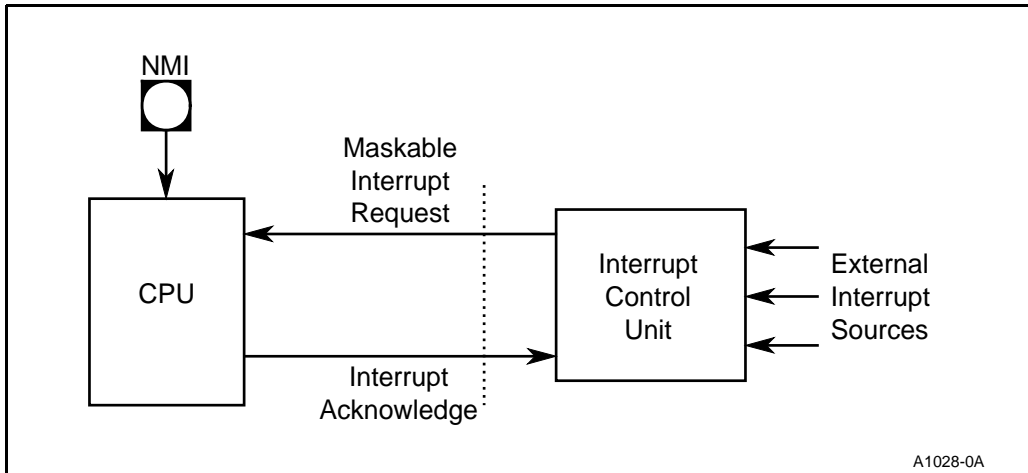 NMI
Maskable
Interrupt
Request
CPU
Interrupt
Control
Unit
External
Interrupt
Sources
Interrupt
Acknowledge
A1028-0A